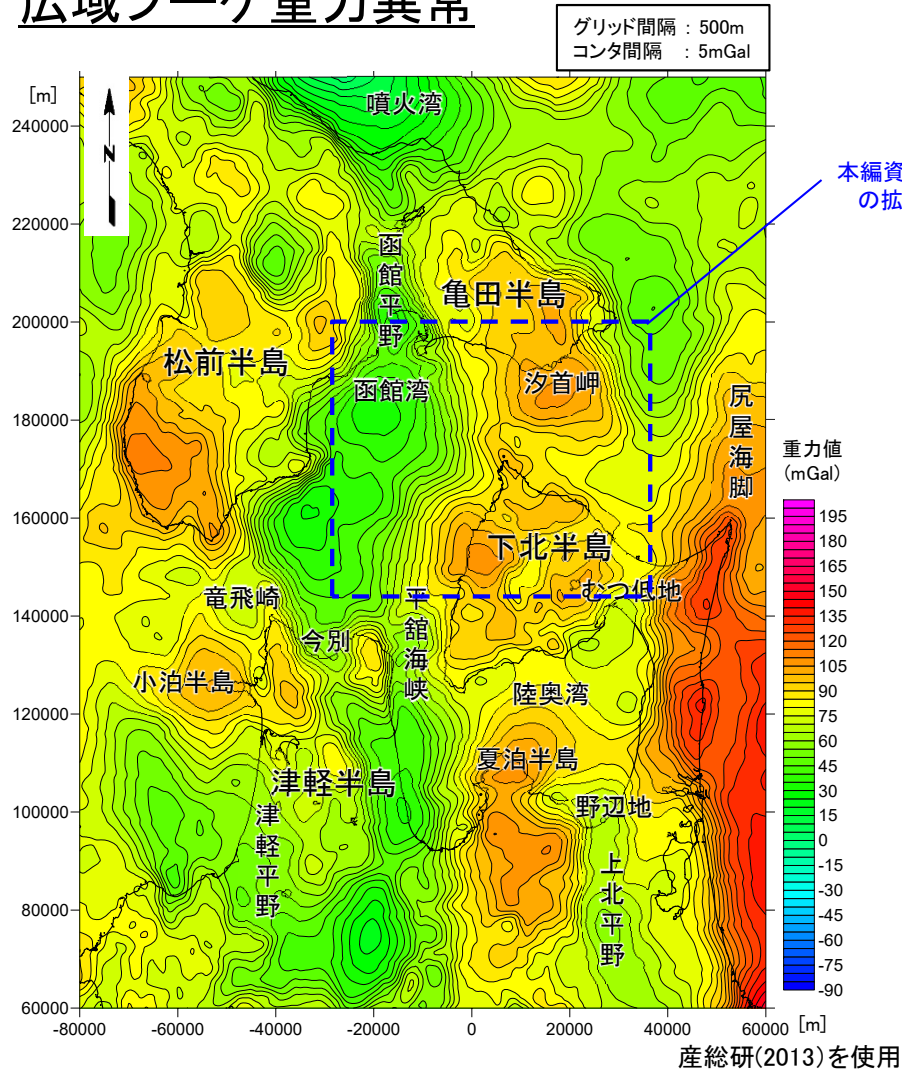 広域ブーゲ重力異常
グリッド間隔 : 500m
コンタ間隔 : 5mGal
[m]
240000
220000
200000
180000
160000
140000
120000
100000
80000
60000
N
噴火湾
本編資
の拡
函館平野
亀田半島
松前半島
函館湾
汐首岬
尻屋海脚
下北半島
むつ低地
竜飛崎
平舘海峡
今別
小泊半島
陸奥湾
夏泊半島
津軽半島
野辺地
津軽平野
上北平野
重力値
(mGal)
195
180
165
150
135
120
105
90
75
60
45
30
15
0
-15
-30
-45
-60
-75
-90
-80000 -60000 -40000 -20000 0 20000 40000 60000 [m]
産総研(2013)を使用